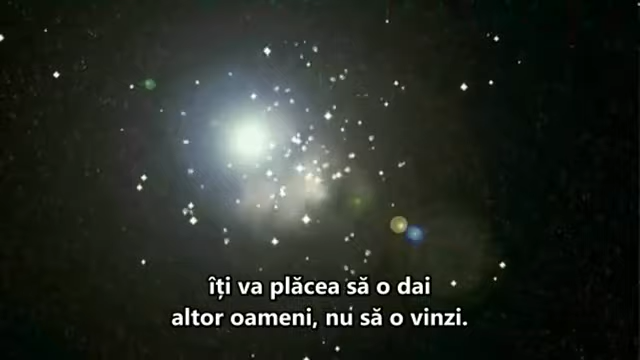 îți va plăcea să o dai
altor oameni, nu să o vinzi.